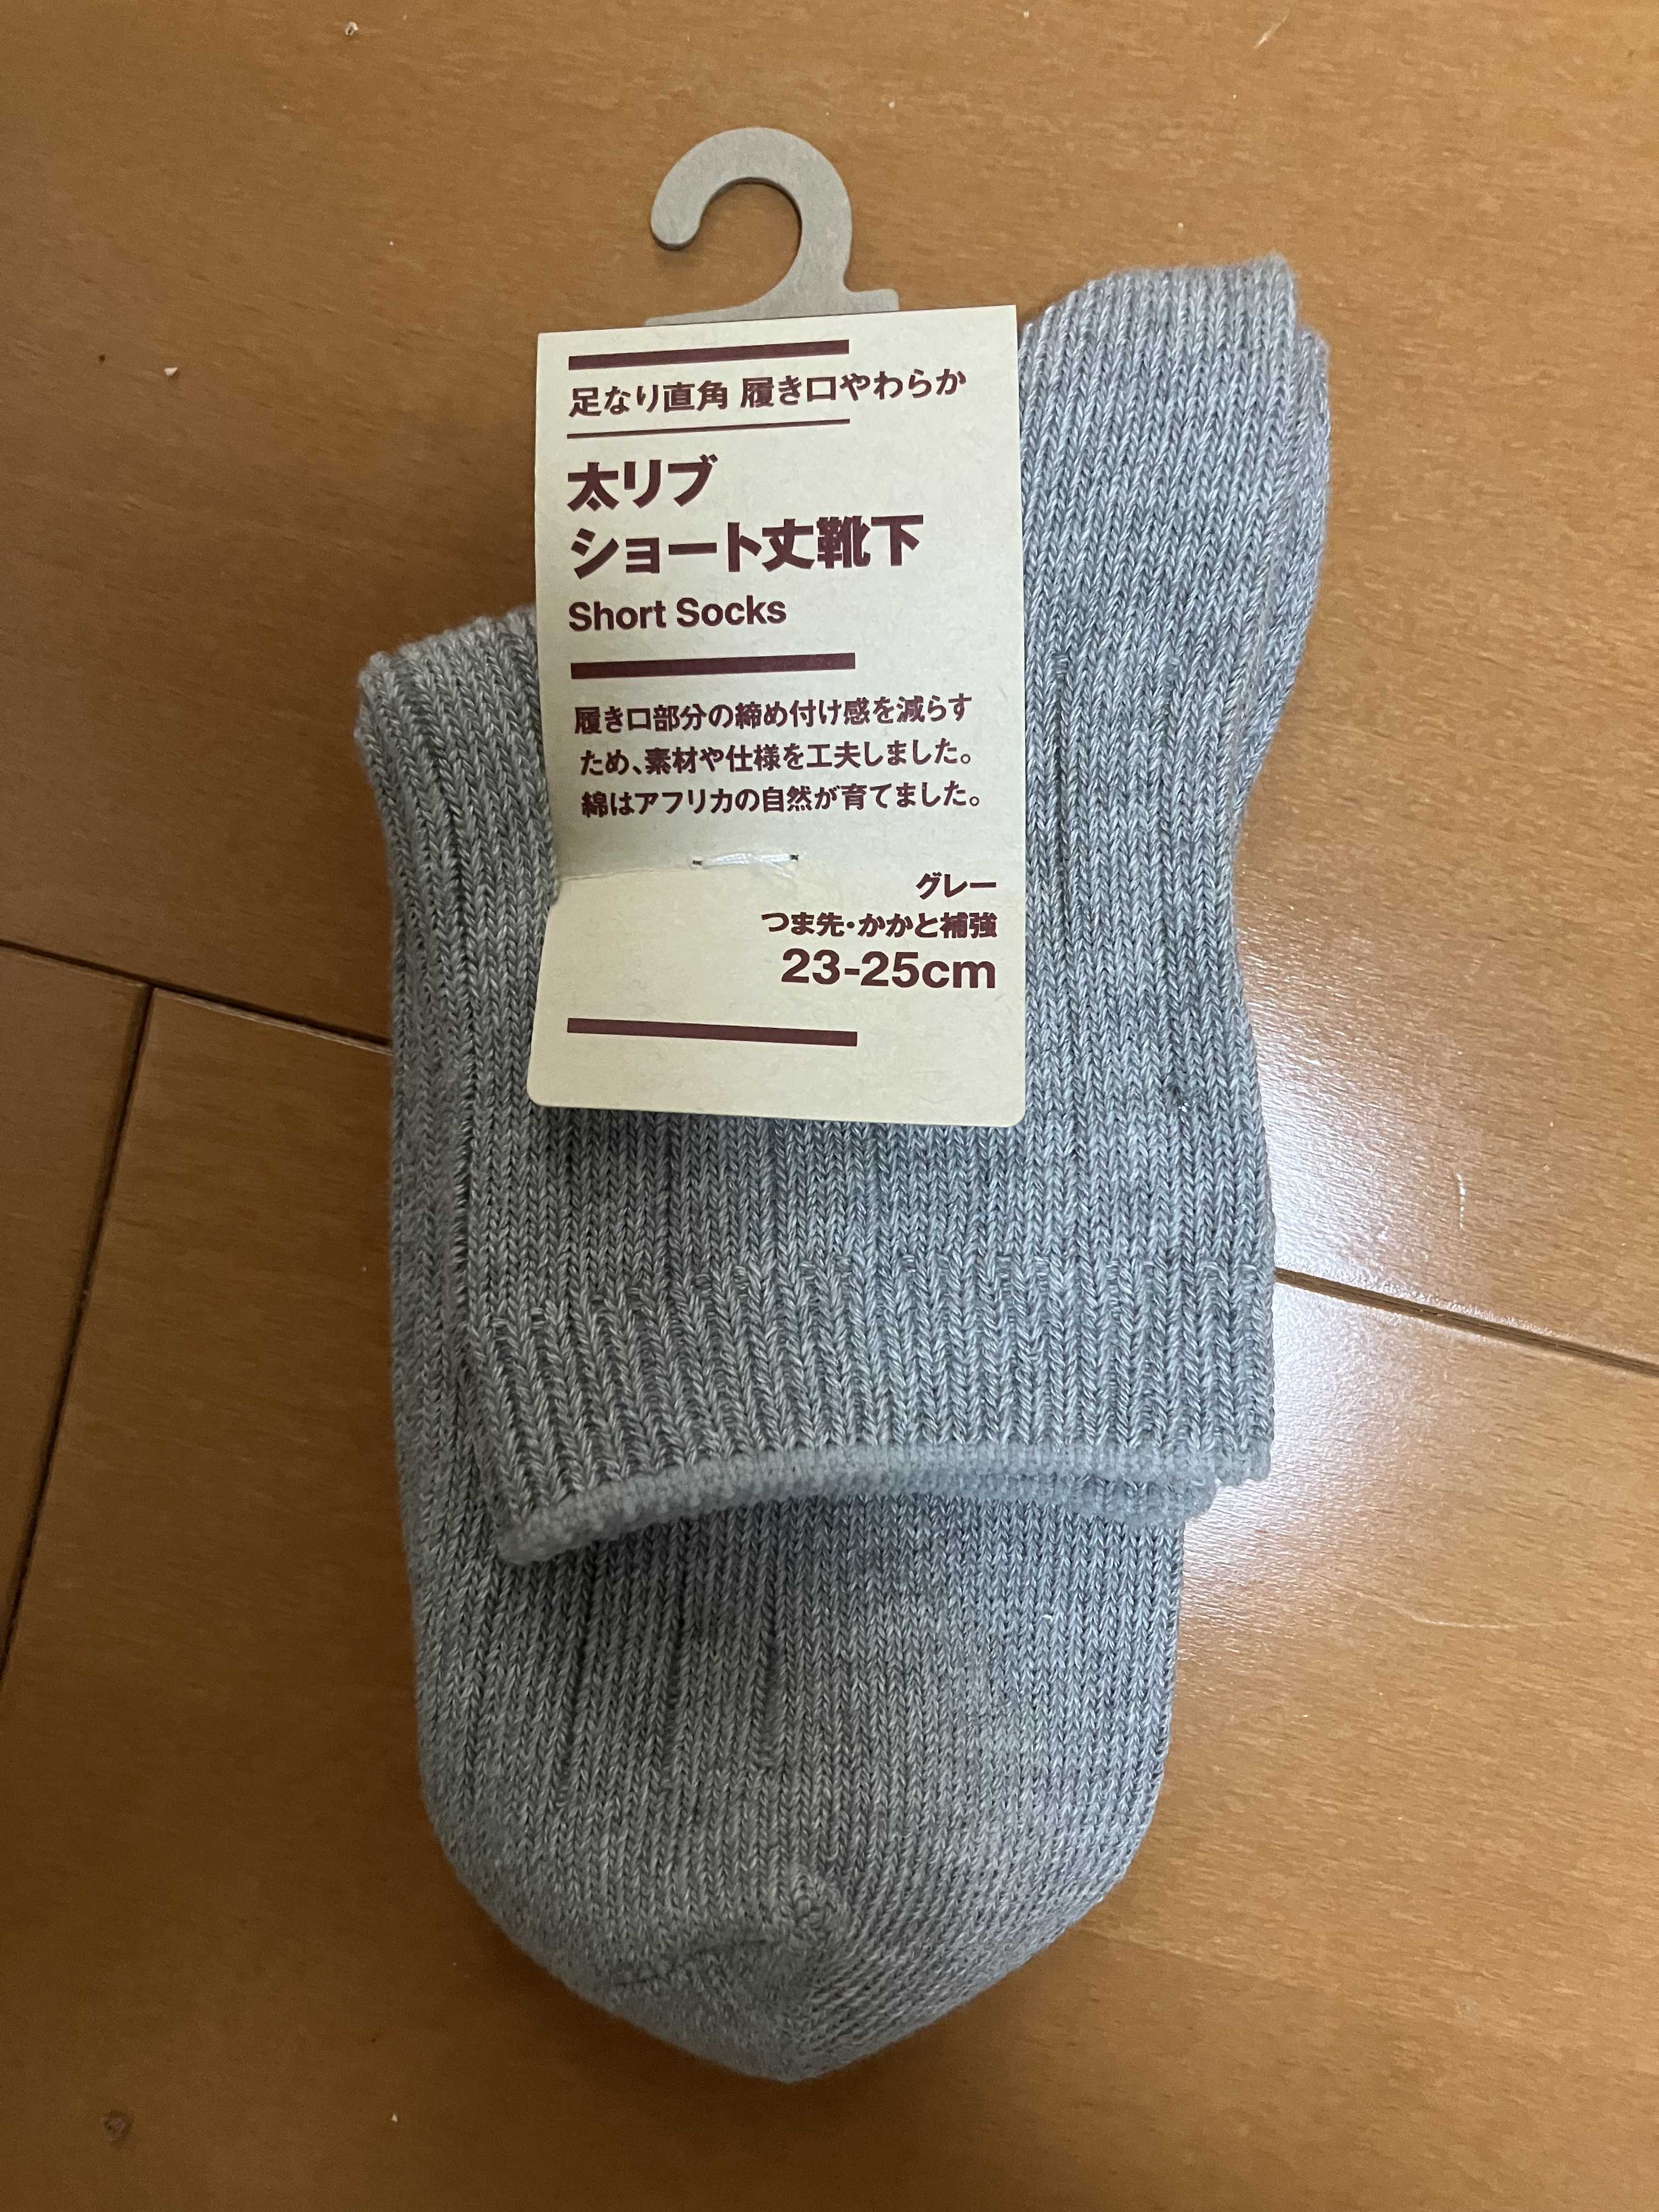 足なり直角 履き口やわらか
太リブ
ショート丈靴下
Short Socks
履き口部分の締め付け感を減らす
ため、素材や仕様を工夫しました。
綿はアフリカの自然が育てました。
グレー
つま先・かかと補強
23-25cm